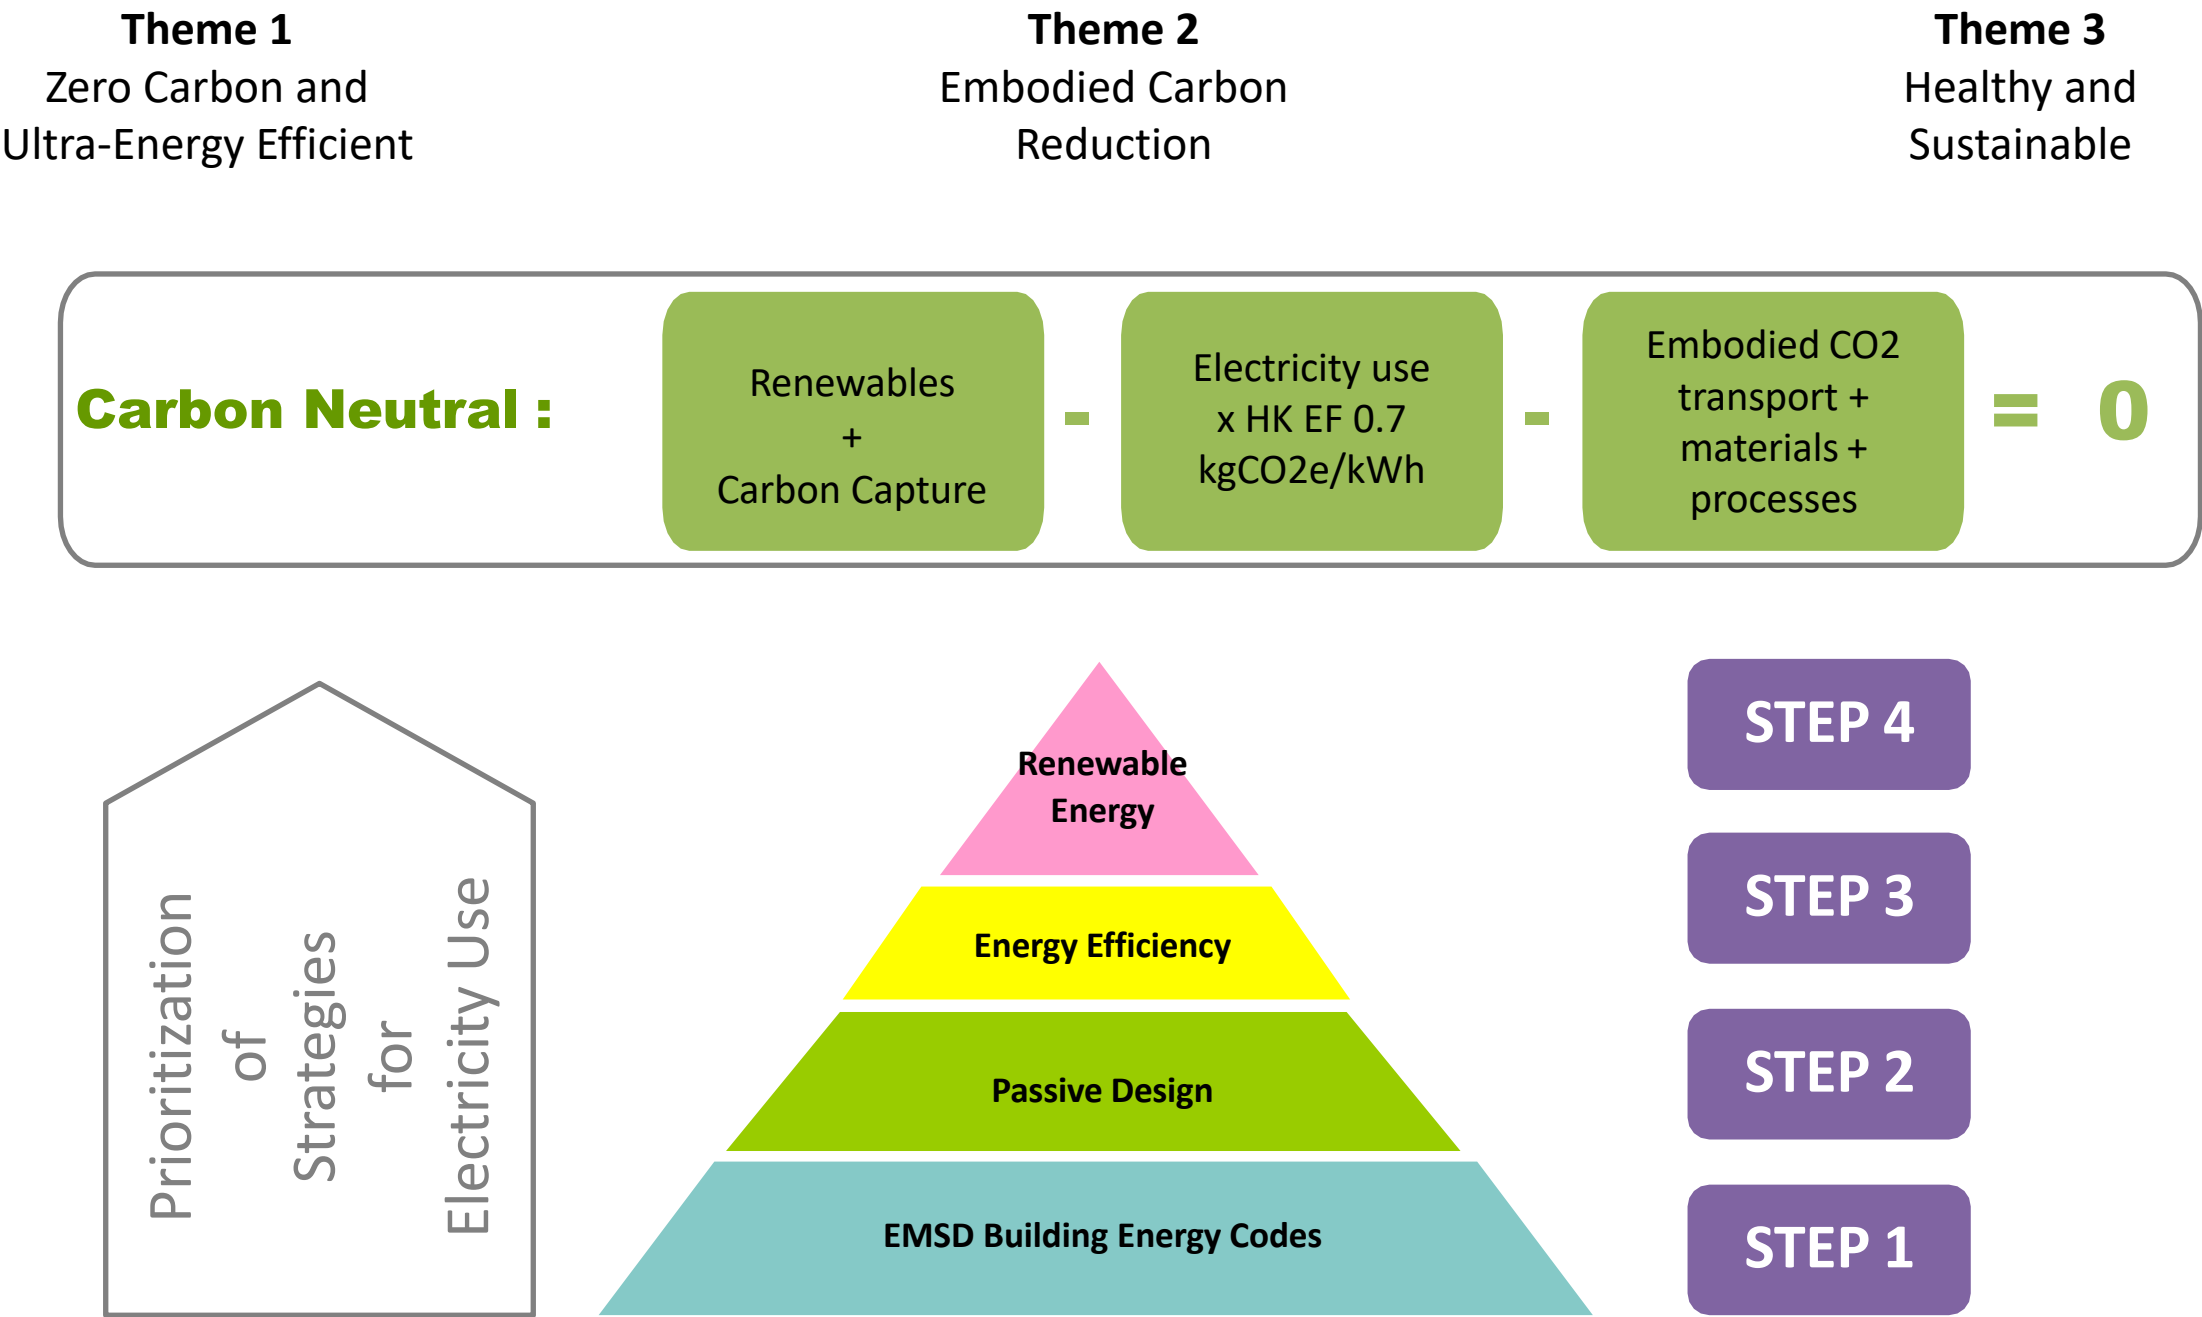 Theme 1
Zero Carbon and
Ultra-Energy Efficient
Theme 2
Embodied Carbon
Reduction
Theme 3
Healthy and
Sustainable
Carbon Neutral :
Renewables
+
Carbon Capture
-
Electricity use
x HK EF 0.7
kgCO2e/kWh
-
Embodied CO2
transport +
materials +
processes
= 0
Prioritization
of
Strategies
for
Electricity Use
Renewable
Energy
Energy Efficiency
Passive Design
EMSD Building Energy Codes
STEP 4
STEP 3
STEP 2
STEP 1